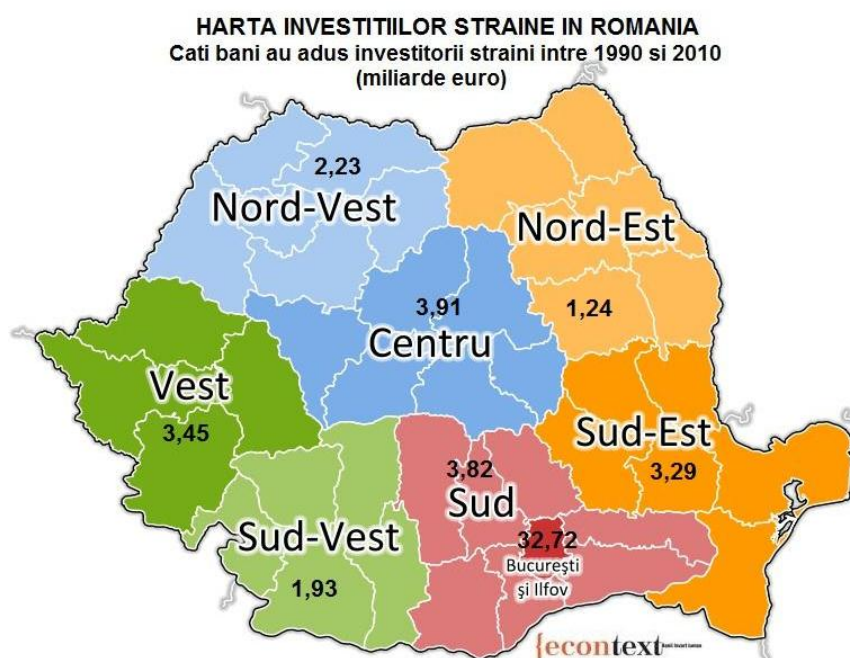 HARTA INVESTITIILOR STRAINE IN ROMANIA
Cati bani au adus investitorii straini intre 1990 si 2010
(miliarde euro)
2,23
Nord-Vest
Nord-Est
1,24
3,91
Centru
Vest
3,45
Sud-Est
3,29
3,82
Sud
Sud-Vest
1,93
32,72
București
și Ilfov
{econtext